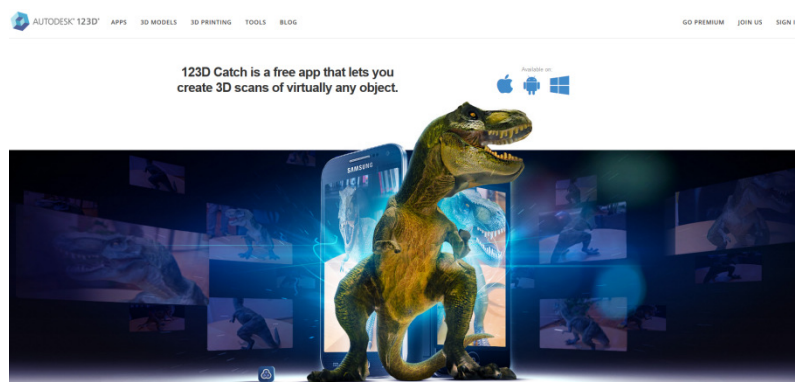 AUTODESK® 123D®
APPS 3D MODELS 3D PRINTING TOOLS BLOG
GO PREMIUM JOIN US SIGN I
123D Catch is a free app that lets you
create 3D scans of virtually any object.
Available on
SAMSUNG